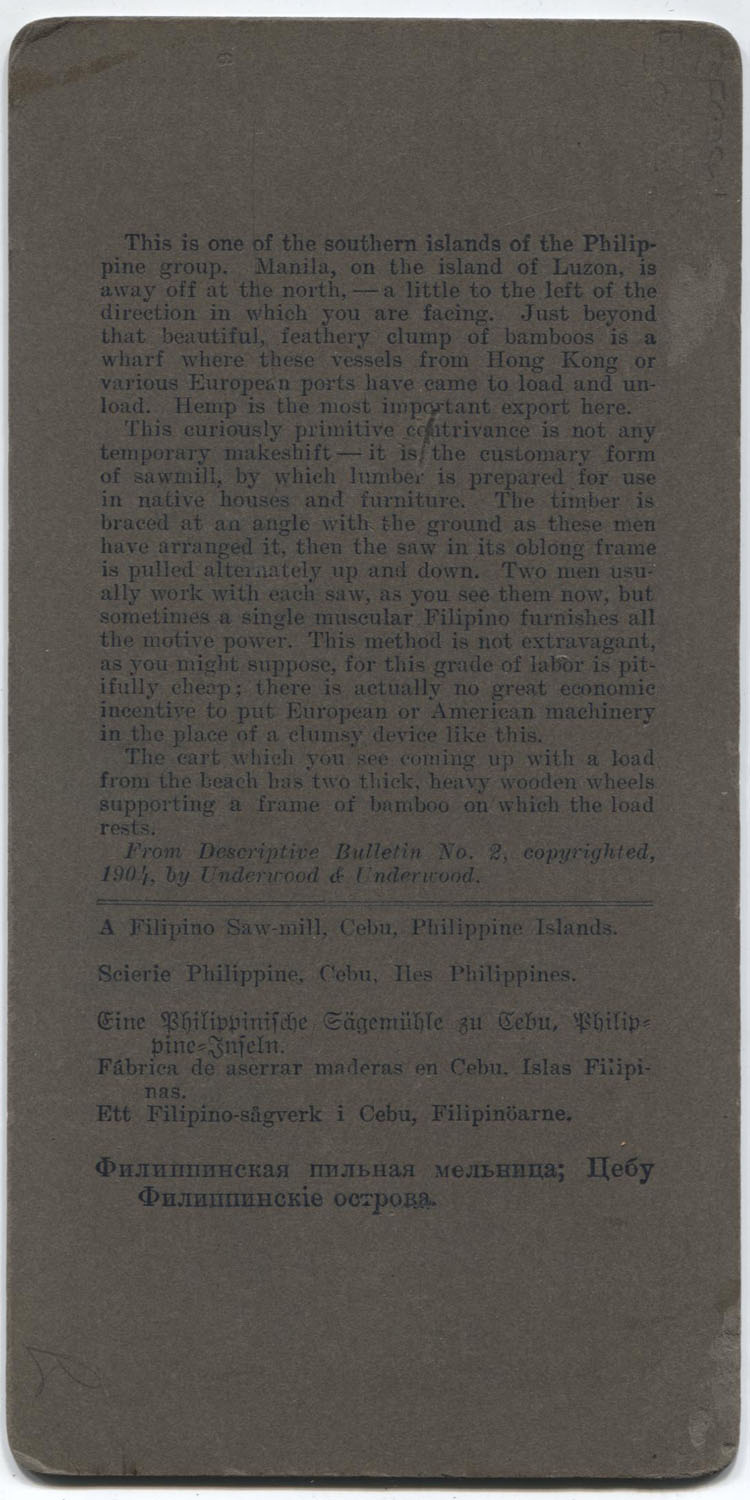 This is one of the southern islands of the Philip-
pine group. Manila, on the island of Luzon, is
away off at the north, — a little to the left of the
direction in which you are facing. Just beyond
that beautiful, feathery clump of bamboos is a
wharf where these vessels from Hong Kong or
various European ports have came to load and un-
load. Hemp is the most important export here.
This curiously primitive contrivance is not any
temporary makeshift — it is the customary form
of sawmill, by which lumber is prepared for use
in native houses and furniture. The timber is
braced at an angle with the ground as these men
have arranged it, then the saw in its oblong frame
is pulled alternately up and down. Two men usu-
ally work with each saw, as you see them now, but
sometimes a single muscular Filipino furnishes all
the motive power. This method is not extravagant,
as you might suppose, for this grade of labor is pit-
ifully cheap; there is actually no great economic
incentive to put European or American machinery
in the place of a clumsy device like this.
The cart which you see coming up with a load
from the beach has two thick, heavy wooden wheels
supporting a frame of bamboo on which the load
rests.
From Descriptive Bulletin No. 2, copyrighted,
1904, by Underwood & Underwood.
A Filipino Saw-mill, Cebu, Philippine Islands.
Scierie Philippine, Cebu, Iles Philippines.
Eine Philippinische Sägemühle zu Cebu, Philip-
pine-Inseln.
Fábrica de aserrar maderas en Cebu. Islas Filipi-
nas.
Ett Filipino-sågverk i Cebu, Filipinöarne.
Филиппинская пильная мельница; Цебу
Филиппинскіе острова.